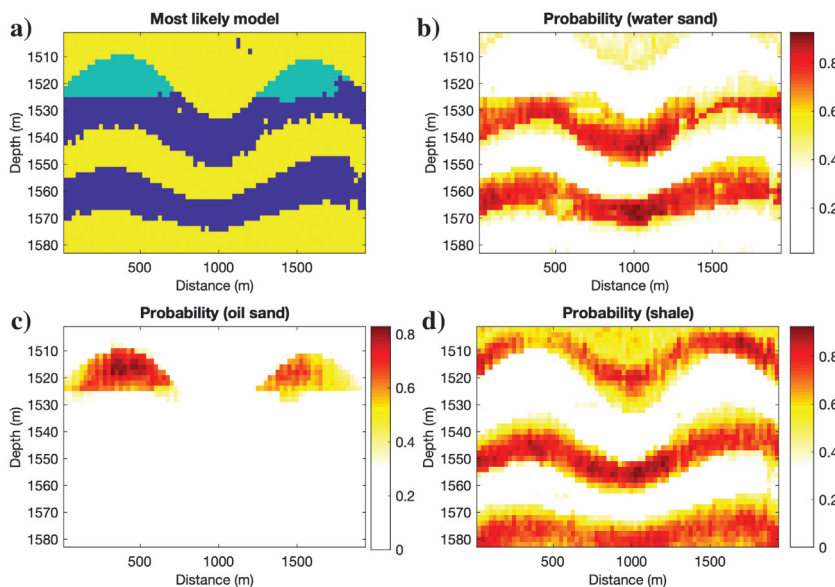 a) Most likely model
1510
1520
1530
1540
1550
1560
1570
1580
Depth (m)
500 1000 1500
Distance (m)
b) Probability (water sand)
1510
1520
1530
1540
1550
1560
1570
1580
Depth (m)
500 1000 1500
Distance (m)
0.8
0.6
0.4
0.2
c) Probability (oil sand)
1510
1520
1530
1540
1550
1560
1570
1580
Depth (m)
500 1000 1500
Distance (m)
0.8
0.6
0.4
0.2
0
d) Probability (shale)
1510
1520
1530
1540
1550
1560
1570
1580
Depth (m)
500 1000 1500
Distance (m)
0.8
0.6
0.4
0.2
0